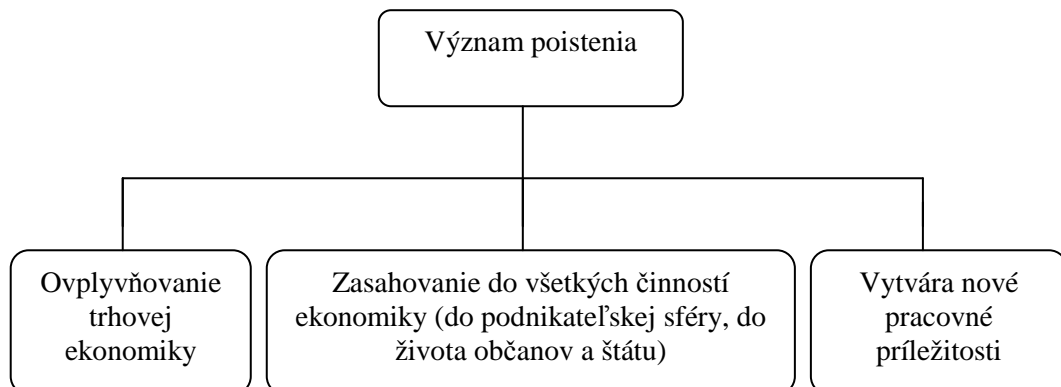 Význam poistenia
Ovplyvňovanie
trhovej
ekonomiky
Zasahovanie do všetkých činností
ekonomiky (do podnikateľskej sféry, do
života občanov a štátu)
Vytvára nové
pracovné
príležitosti